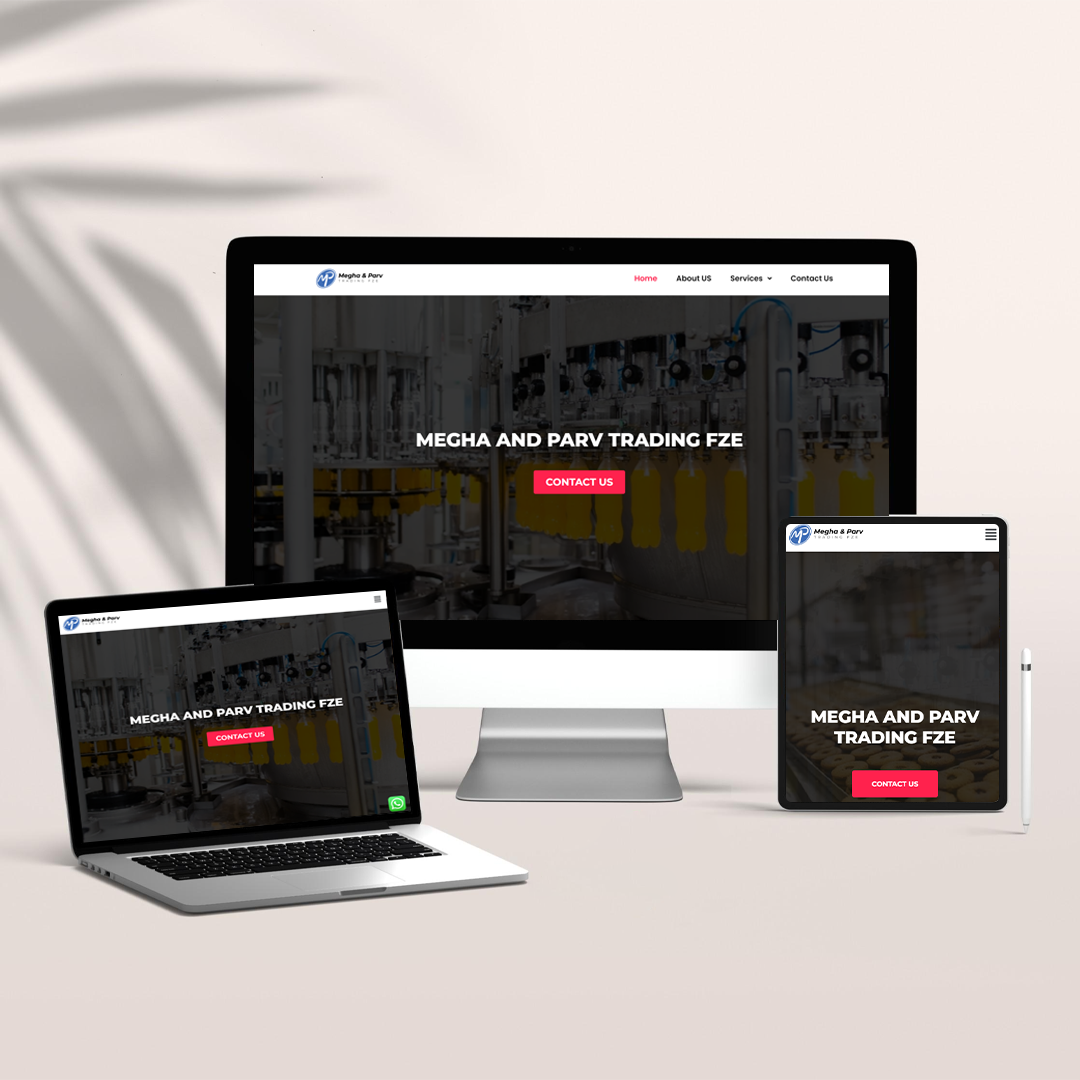 Megha & Parv
TRADING FZE
Home About US Services Contact Us
MEGHA AND PARV TRADING FZE
CONTACT US
Megha & Parv
TRADING FZE
MEGHA AND PARV TRADING FZE
CONTACT US
MP Megha & Parv
TRADING FZE
MEGHA AND PARV
TRADING FZE
CONTACT US